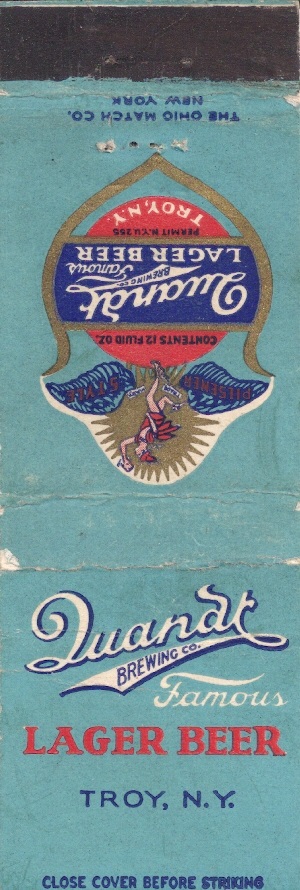 THE OHIO MATCH CO.
NEW YORK
PILSENER STYLE
CONTENTS 12 FLUID OZ.
Quandt
BREWING CO.
Famous
LAGER BEER
PERMIT N.Y. U 255
TROY, N.Y.
Quandt
BREWING CO.
Famous
LAGER BEER
TROY, N.Y.
CLOSE COVER BEFORE STRIKING